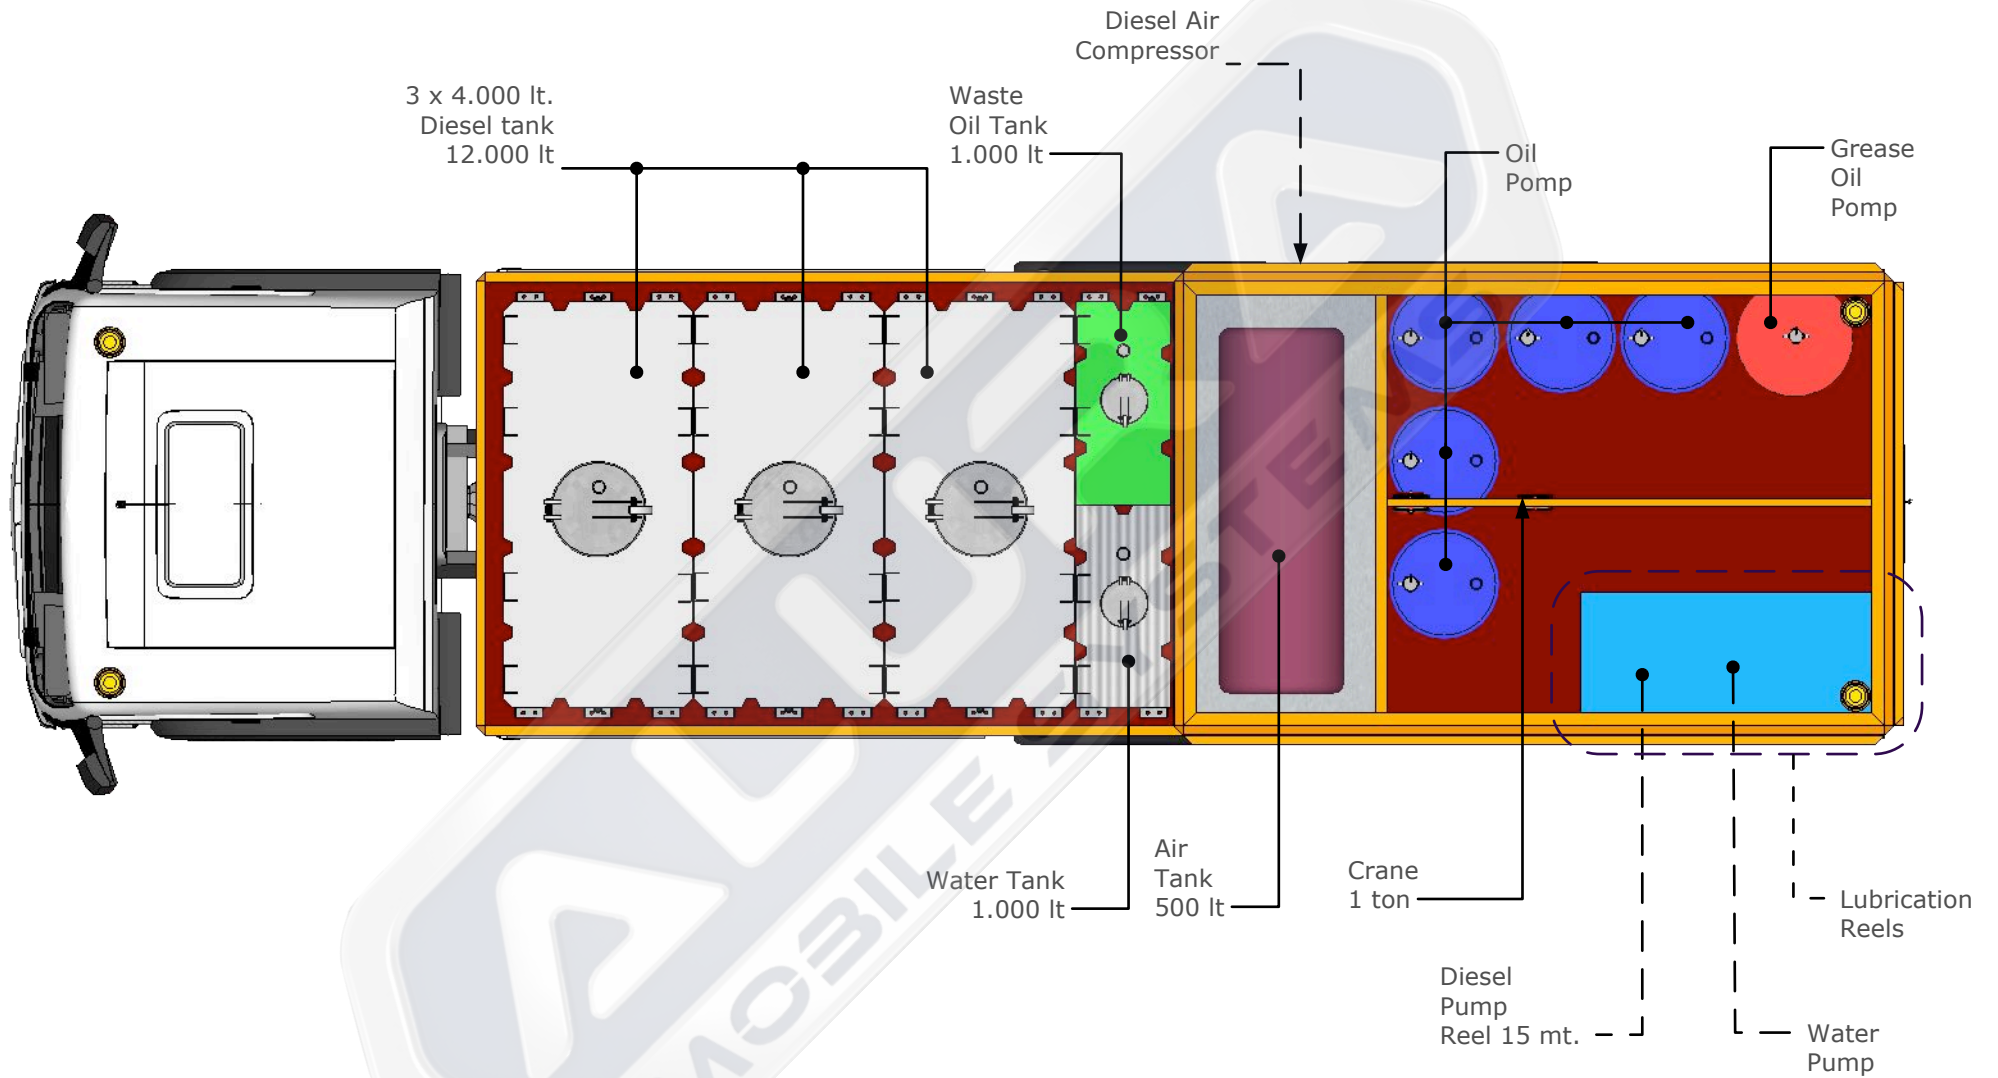 Diesel Air
Compressor
3 x 4.000 lt.
Diesel tank
12.000 lt
Waste
Oil Tank
1.000 lt
Oil
Pomp
Grease
Oil
Pomp
Water Tank
1.000 lt
Air
Tank
500 lt
Crane
1 ton
Lubrication
Reels
Diesel
Pump
Reel 15 mt.
Water
Pump
MOBILE SYSTEMS